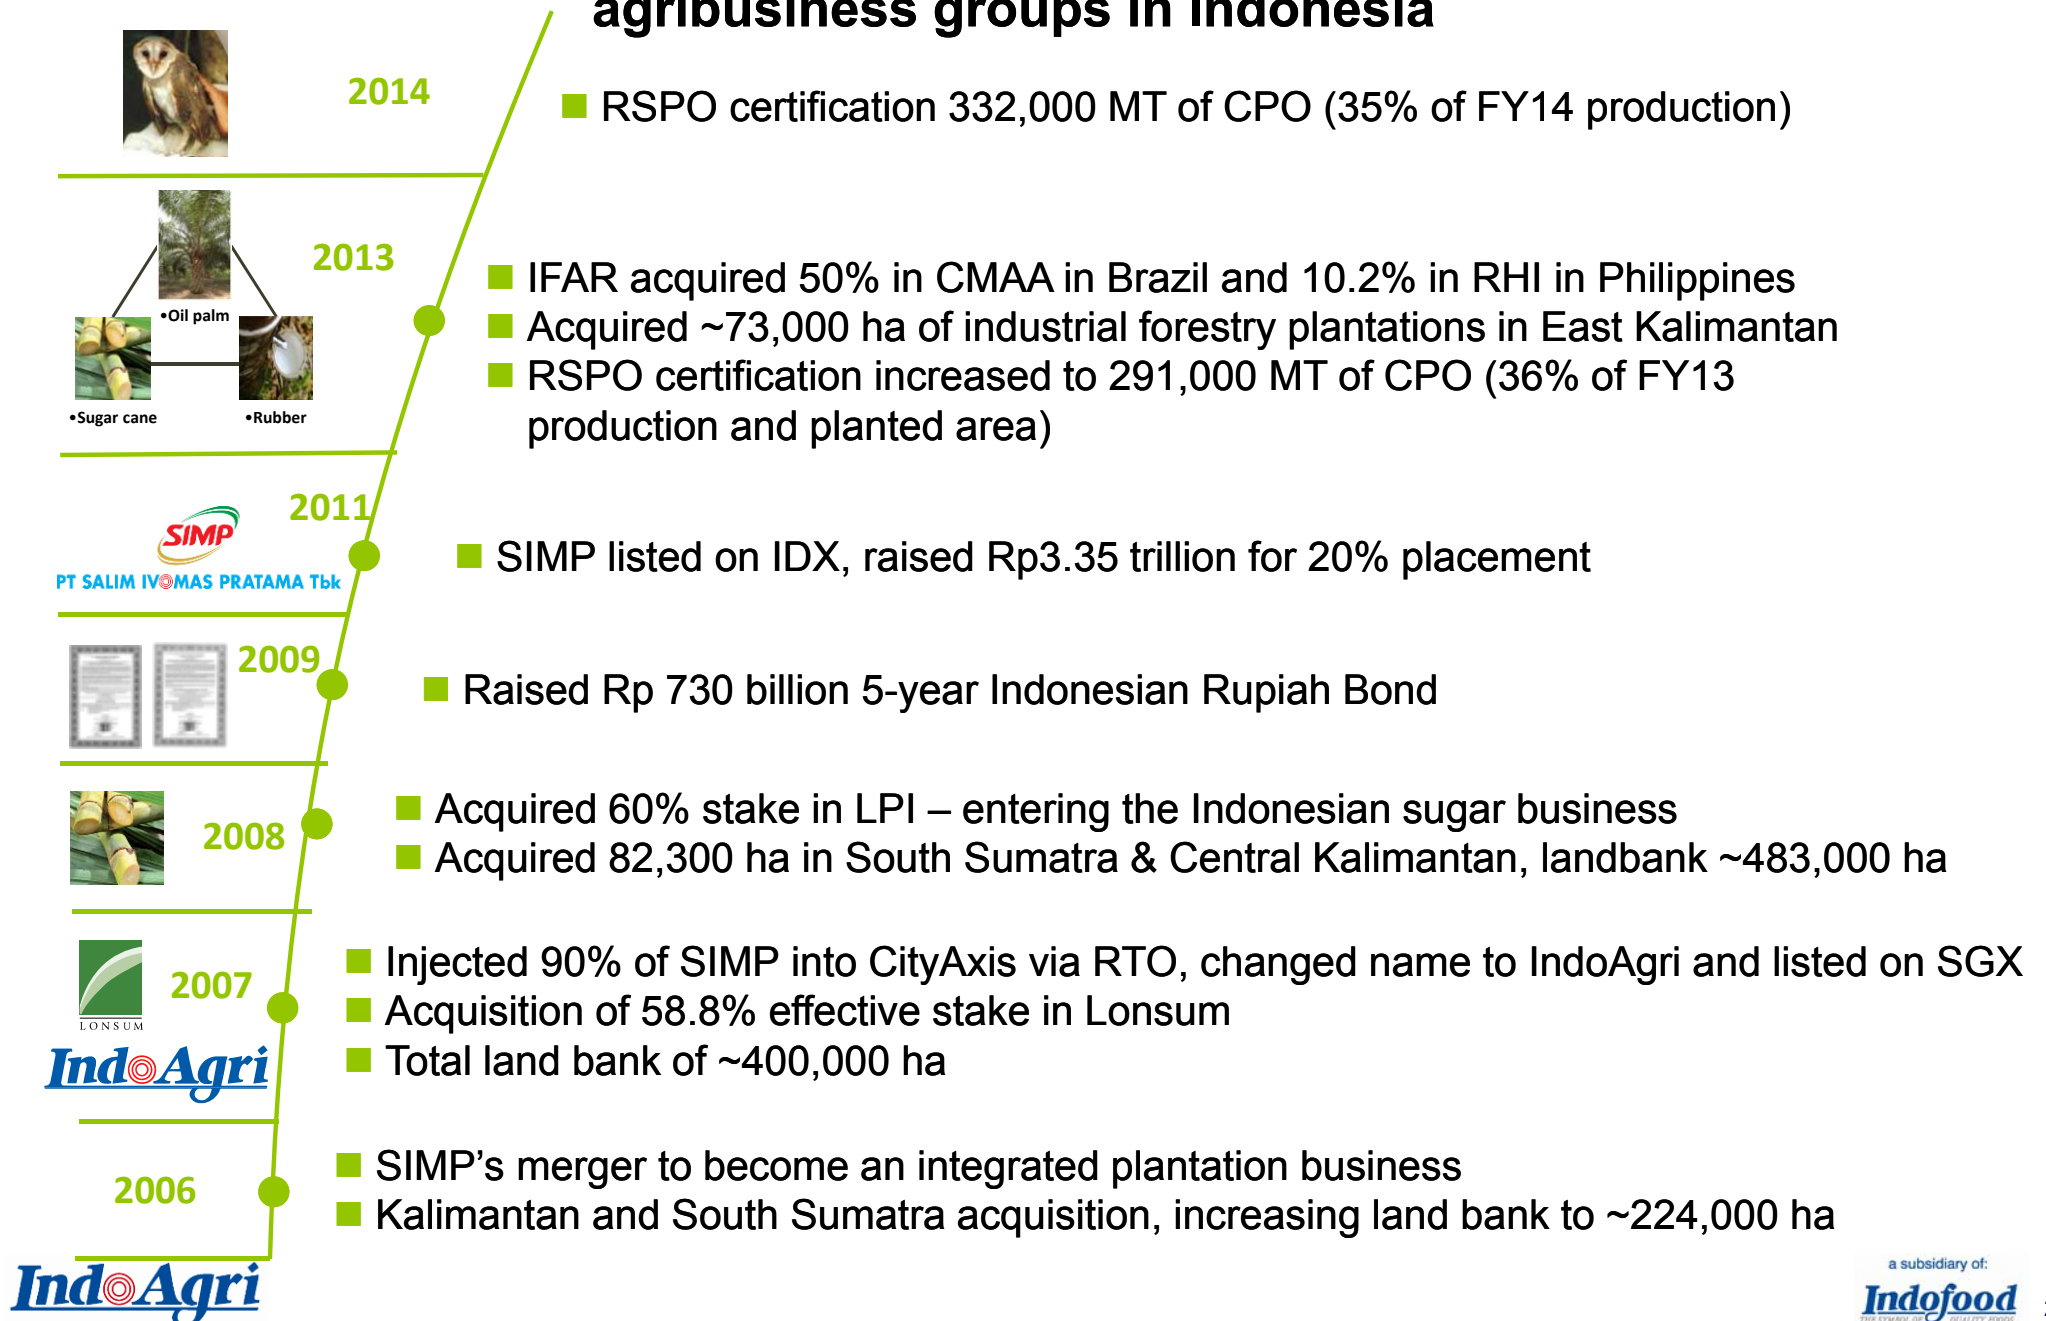 agribusiness groups in Indonesia
2014
RSPO certification 332,000 MT of CPO (35% of FY14 production)
2013
•Oil palm
•Sugar cane
•Rubber
IFAR acquired 50% in CMAA in Brazil and 10.2% in RHI in Philippines
Acquired ~73,000 ha of industrial forestry plantations in East Kalimantan
RSPO certification increased to 291,000 MT of CPO (36% of FY13
production and planted area)
2011
SIMP
PT SALIM IVOMAS PRATAMA Tbk
SIMP listed on IDX, raised Rp3.35 trillion for 20% placement
2009
Raised Rp 730 billion 5-year Indonesian Rupiah Bond
2008
Acquired 60% stake in LPI – entering the Indonesian sugar business
Acquired 82,300 ha in South Sumatra & Central Kalimantan, landbank ~483,000 ha
2007
LONSUM
IndoAgri
Injected 90% of SIMP into CityAxis via RTO, changed name to IndoAgri and listed on SGX
Acquisition of 58.8% effective stake in Lonsum
Total land bank of ~400,000 ha
2006
SIMP’s merger to become an integrated plantation business
Kalimantan and South Sumatra acquisition, increasing land bank to ~224,000 ha
IndoAgri
a subsidiary of:
Indofood